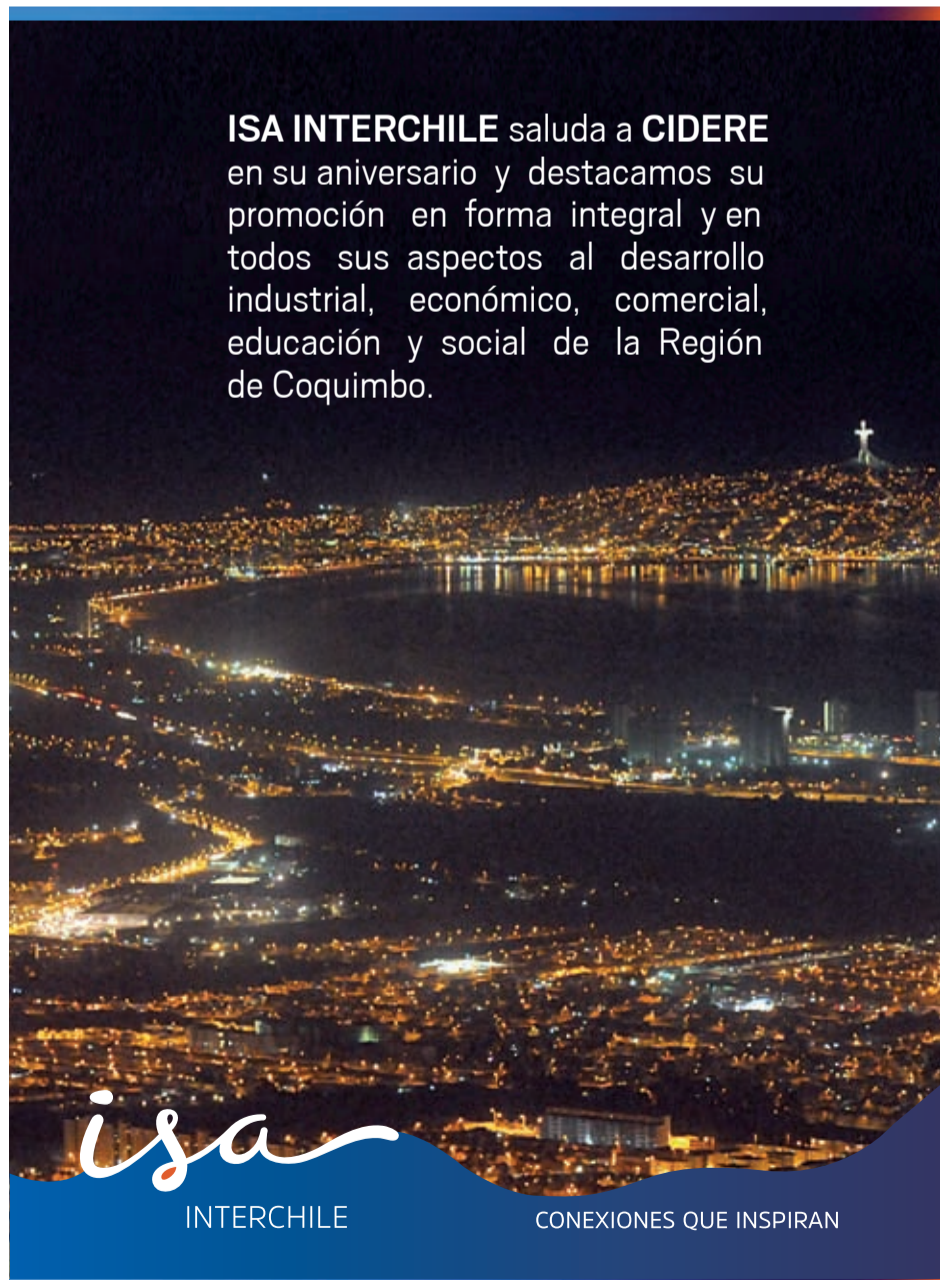 ISA INTERCHILE saluda a CIDERE
en su aniversario y destacamos su
promoción en forma integral y en
todos sus aspectos al desarrollo
industrial, económico, comercial,
educación y social de la Región
de Coquimbo.
isa
INTERCHILE
CONEXIONES QUE INSPIRAN